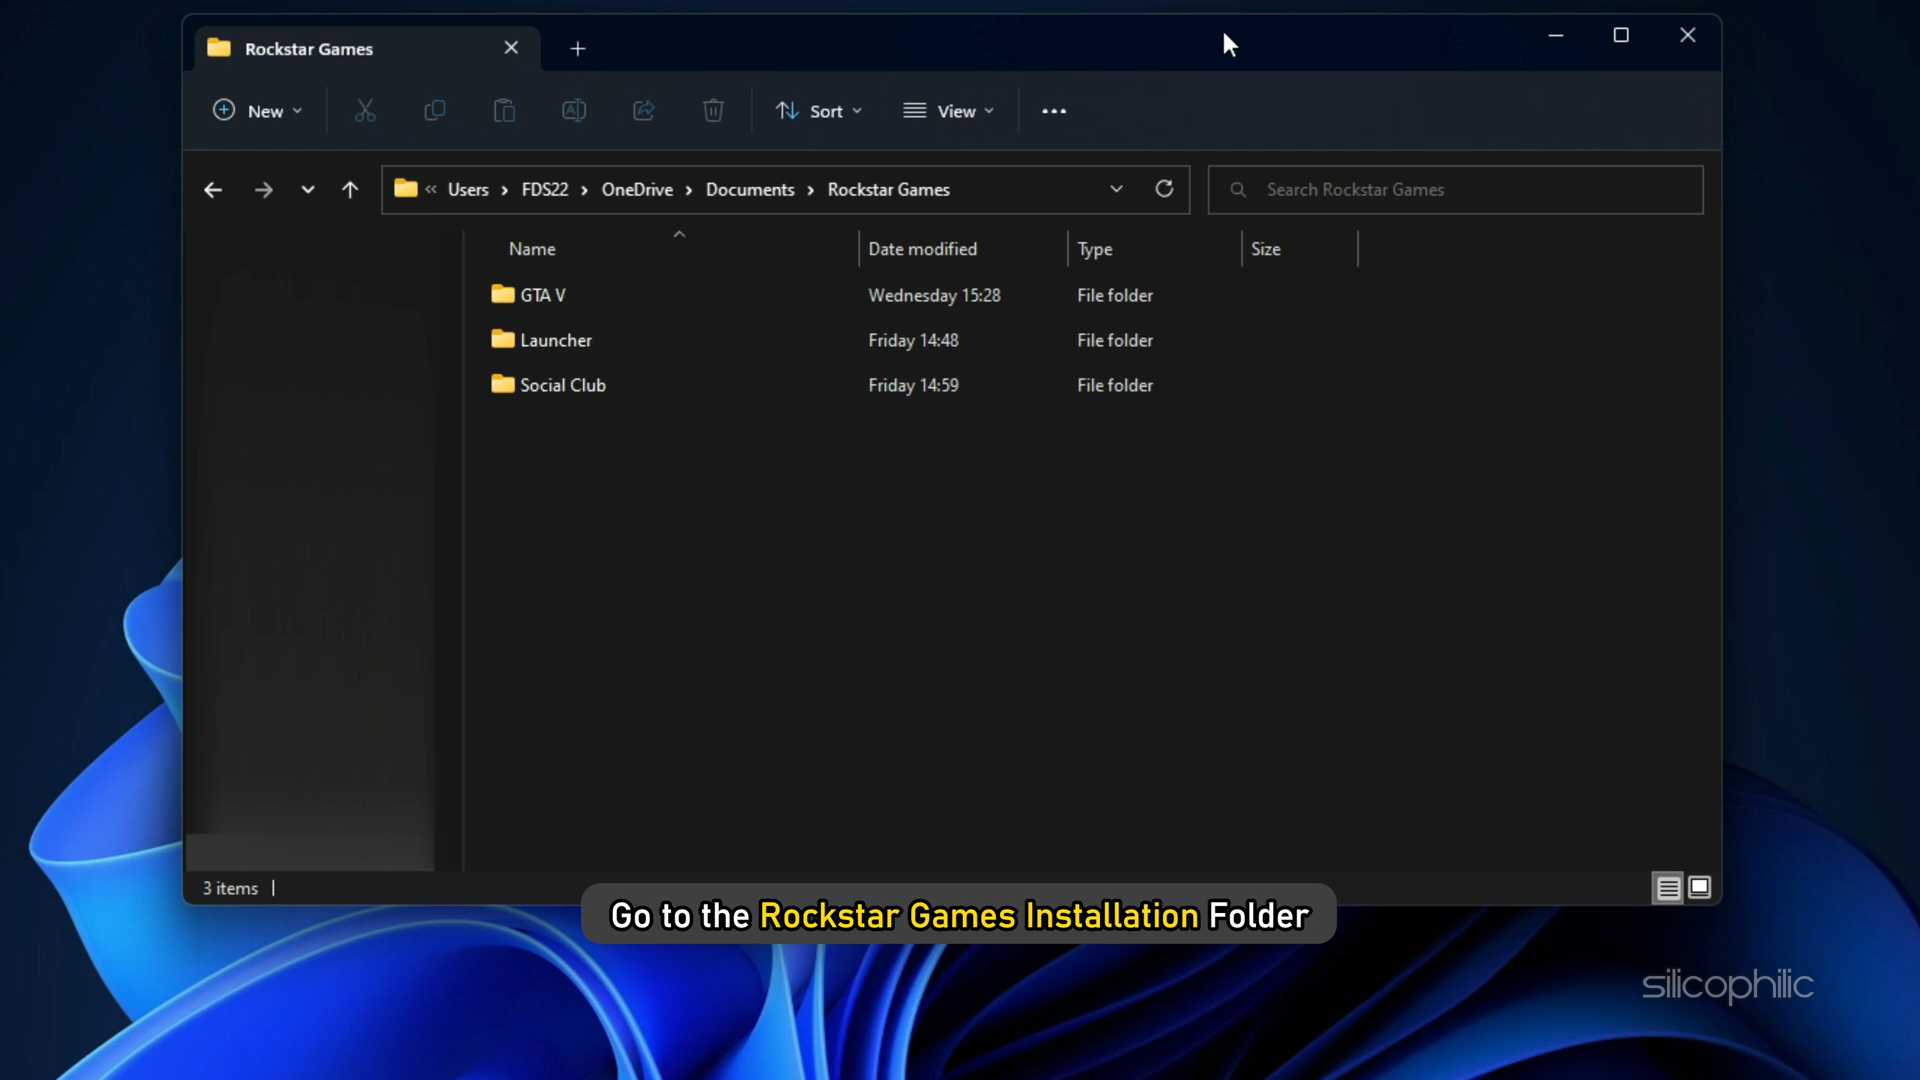 Rockstar Games
New
Sort
View
« Users › FDS22 › OneDrive › Documents › Rockstar Games
Search Rockstar Games
Name Date modified Type Size
GTA V Wednesday 15:28 File folder
Launcher Friday 14:48 File folder
Social Club Friday 14:59 File folder
3 items
Go to the Rockstar Games Installation Folder
silicophilic